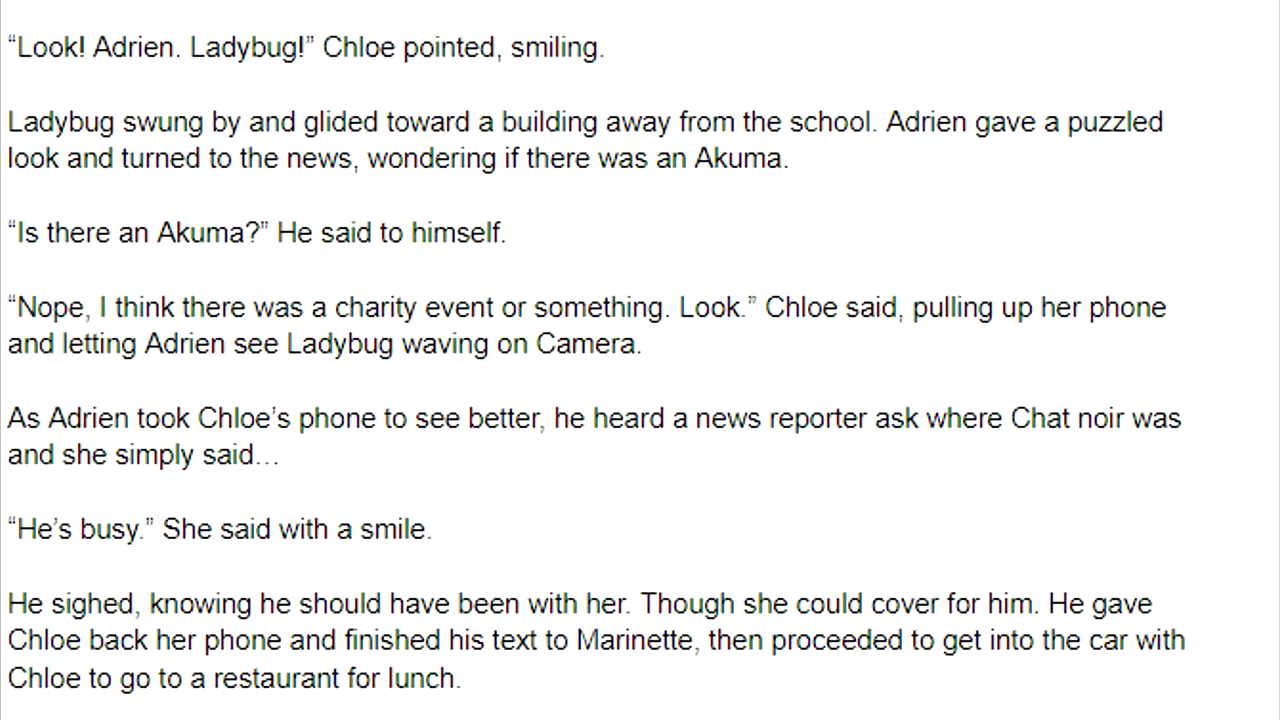 “Look! Adrien. Ladybug!” Chloe pointed, smiling.
Ladybug swung by and glided toward a building away from the school. Adrien gave a puzzled
look and turned to the news, wondering if there was an Akuma.
“Is there an Akuma?” He said to himself.
“Nope, I think there was a charity event or something. Look.” Chloe said, pulling up her phone
and letting Adrien see Ladybug waving on Camera.
As Adrien took Chloe’s phone to see better, he heard a news reporter ask where Chat noir was
and she simply said…
“He’s busy.” She said with a smile.
He sighed, knowing he should have been with her. Though she could cover for him. He gave
Chloe back her phone and finished his text to Marinette, then proceeded to get into the car with
Chloe to go to a restaurant for lunch.